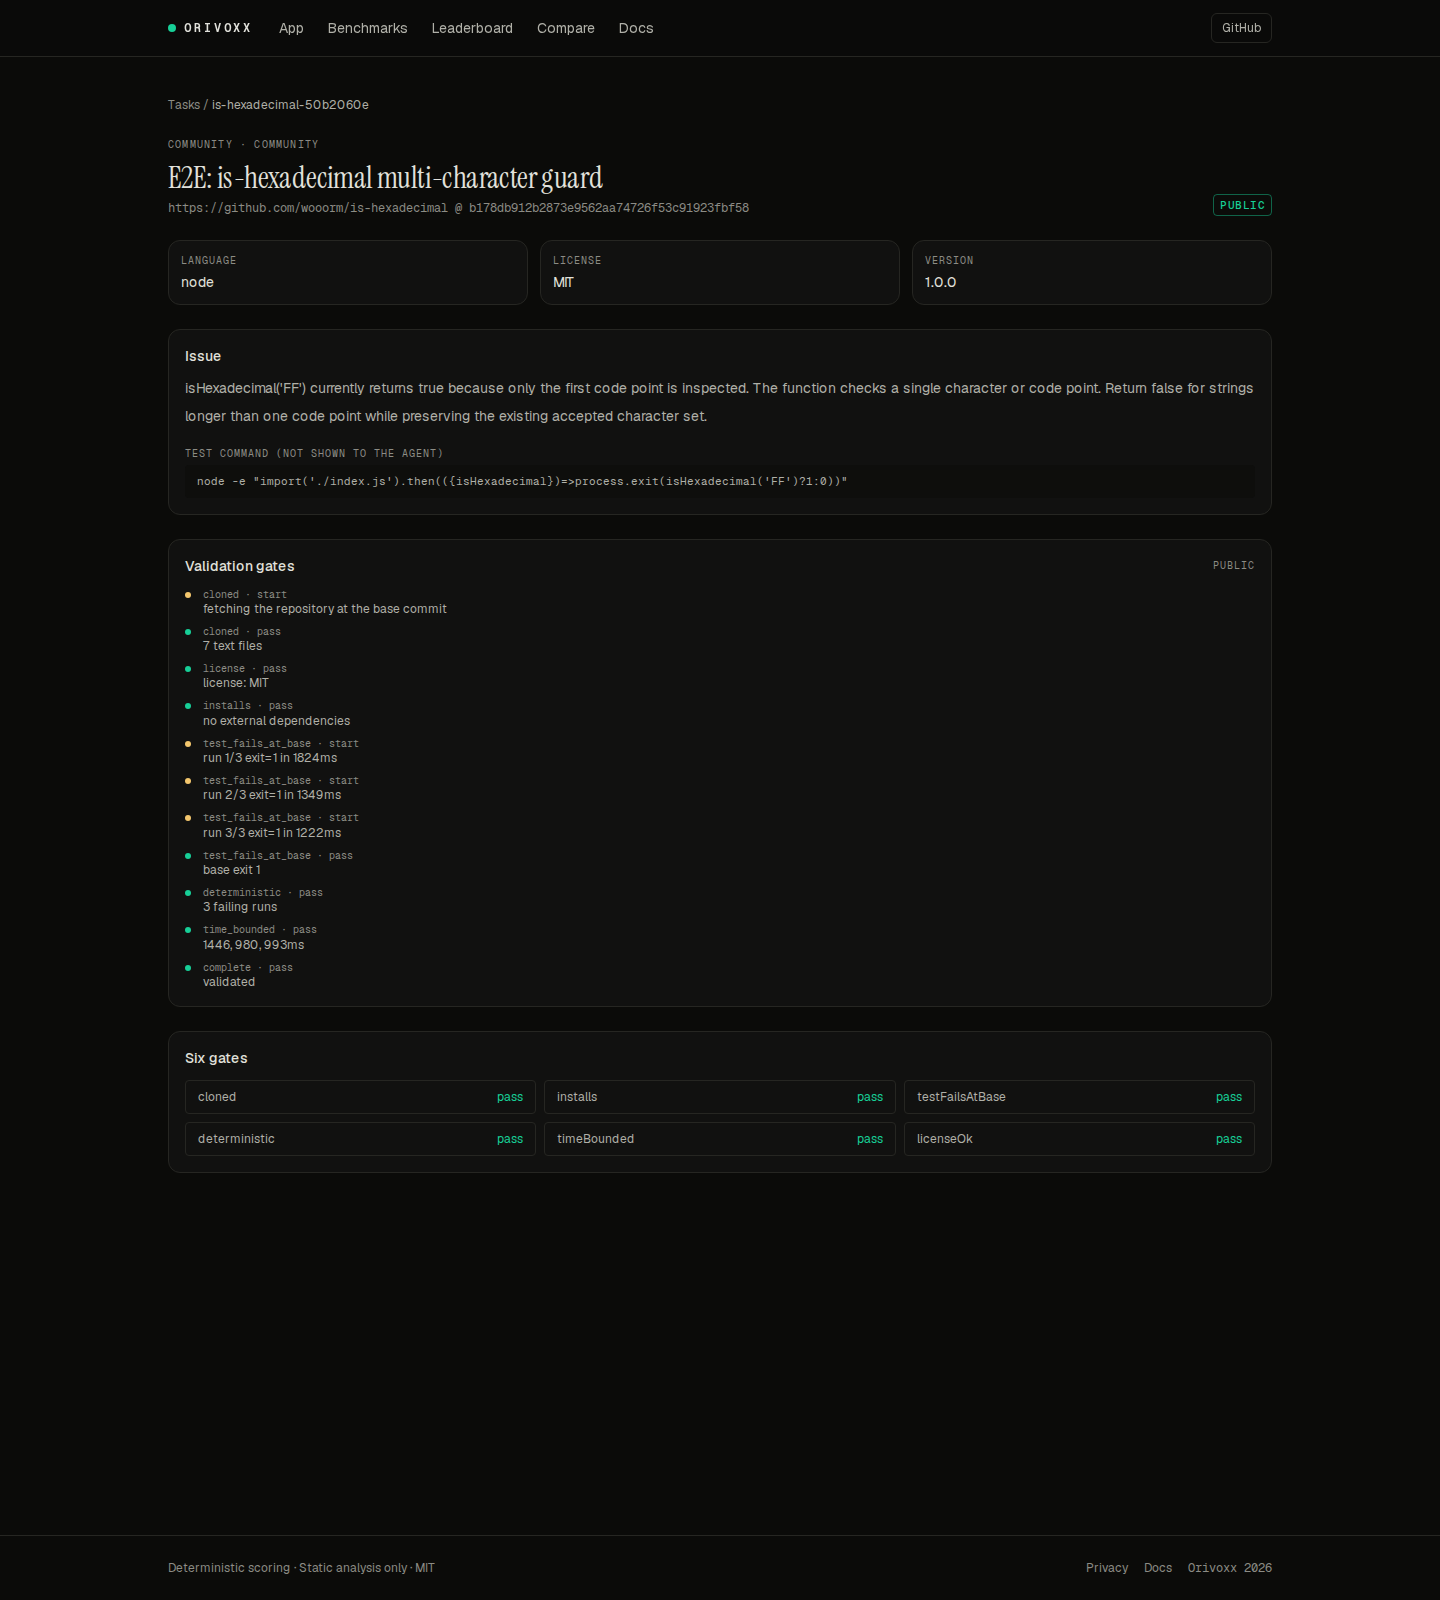 ORIVOXX App Benchmarks Leaderboard Compare Docs GitHub
Tasks / is-hexadecimal-50b2060e
COMMUNITY · COMMUNITY
E2E: is-hexadecimal multi-character guard
https://github.com/wooorm/is-hexadecimal @ b178db912b2873e9562aa74726f53c91923fbf58
PUBLIC
LANGUAGE
node
LICENSE
MIT
VERSION
1.0.0
Issue
isHexadecimal('FF') currently returns true because only the first code point is inspected. The function checks a single character or code point. Return false for strings
longer than one code point while preserving the existing accepted character set.
TEST COMMAND (NOT SHOWN TO THE AGENT)
node -e "import('./index.js').then(({isHexadecimal})=>process.exit(isHexadecimal('FF')?1:0))"
Validation gates PUBLIC
cloned · start
fetching the repository at the base commit
cloned · pass
7 text files
license · pass
license: MIT
installs · pass
no external dependencies
test_fails_at_base · start
run 1/3 exit=1 in 1824ms
test_fails_at_base · start
run 2/3 exit=1 in 1349ms
test_fails_at_base · start
run 3/3 exit=1 in 1222ms
test_fails_at_base · pass
base exit 1
deterministic · pass
3 failing runs
time_bounded · pass
1446, 980, 993ms
complete · pass
validated
Six gates
cloned pass installs pass testFailsAtBase pass
deterministic pass timeBounded pass licenseOk pass
Deterministic scoring · Static analysis only · MIT Privacy Docs Orivoxx 2026